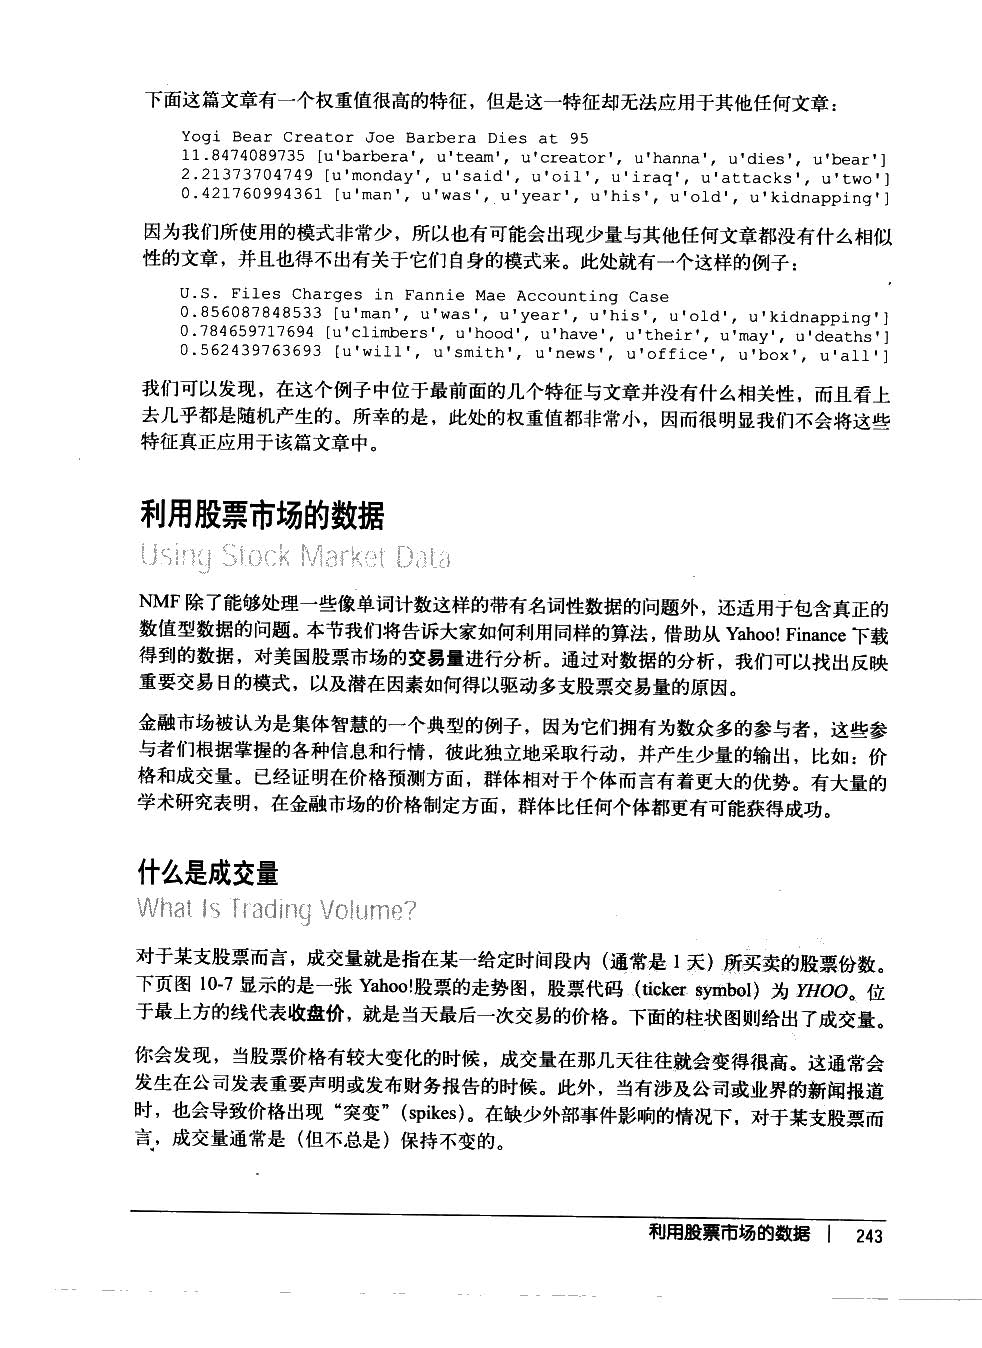 下面这篇文章有一个权重值很高的特征，但是这一特征却无法应用于其他任何文章：
Yogi Bear Creator Joe Barbera Dies at 95
11.8474089735 [u'barbera', u'team', u'creator', u'hanna', u'dies', u'bear']
2.21373704749 [u'monday', u'said', u'oil', u'iraq', u'attacks', u'two']
0.421760994361 [u'man', u'was', u'year', u'his', u'old', u'kidnapping']
因为我们所使用的模式非常少，所以也有可能会出现少量与其他任何文章都没有什么相似
性的文章，并且也得不出有关于它们自身的模式来。此处就有一个这样的例子：
U.S. Files Charges in Fannie Mae Accounting Case
0.856087848533 [u'man', u'was', u'year', u'his', u'old', u'kidnapping']
0.784659717694 [u'climbers', u'hood', u'have', u'their', u'may', u'deaths']
0.562439763693 [u'will', u'smith', u'news', u'office', u'box', u'all']
我们可以发现，在这个例子中位于最前面的几个特征与文章并没有什么相关性，而且看上
去几乎都是随机产生的。所幸的是，此处的权重值都非常小，因而很明显我们不会将这些
特征真正应用于该篇文章中。
利用股票市场的数据
Using Stock Market Data
NMF 除了能够处理一些像单词计数这样的带有名词性数据的问题外，还适用于包含真正的
数值型数据的问题。本节我们将告诉大家如何利用同样的算法，借助从 Yahoo! Finance 下载
得到的数据，对美国股票市场的交易量进行分析。通过对数据的分析，我们可以找出反映
重要交易日的模式，以及潜在因素如何得以驱动多支股票交易量的原因。
金融市场被认为是集体智慧的一个典型的例子，因为它们拥有为数众多的参与者，这些参
与者们根据掌握的各种信息和行情，彼此独立地采取行动，并产生少量的输出，比如：价
格和成交量。已经证明在价格预测方面，群体相对于个体而言有着更大的优势。有大量的
学术研究表明，在金融市场的价格制定方面，群体比任何个体都更有可能获得成功。
什么是成交量
What Is Trading Volume?
对于某支股票而言，成交量就是指在某一给定时间段内（通常是 1 天）所买卖的股票份数。
下页图 10-7 显示的是一张 Yahoo!股票的走势图，股票代码（ticker symbol）为 YHOO。位
于最上方的线代表收盘价，就是当天最后一次交易的价格。下面的柱状图则给出了成交量。
你会发现，当股票价格有较大变化的时候，成交量在那几天往往就会变得很高。这通常会
发生在公司发表重要声明或发布财务报告的时候。此外，当有涉及公司或业界的新闻报道
时，也会导致价格出现“突变”（spikes）。在缺少外部事件影响的情况下，对于某支股票而
言，成交量通常是（但不总是）保持不变的。
利用股票市场的数据 | 243